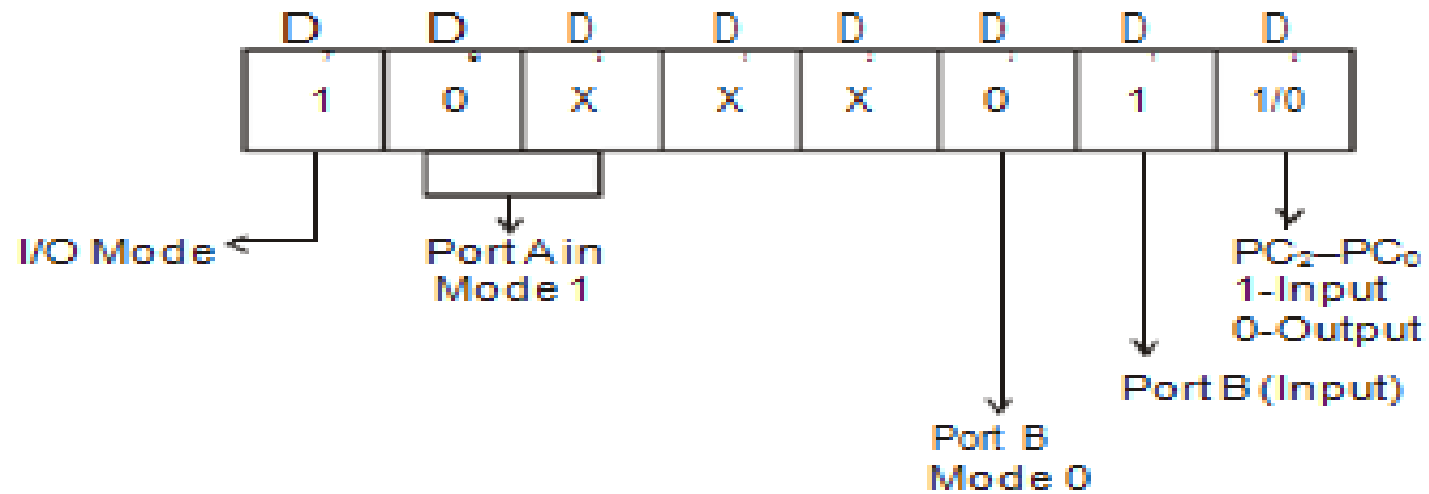 D D D D D D D D
1 0 X X X 0 1 1/0
I/O Mode
Port A in
Mode 1
PC₂–PC₀
1-Input
0-Output
Port B (Input)
Port B
Mode 0